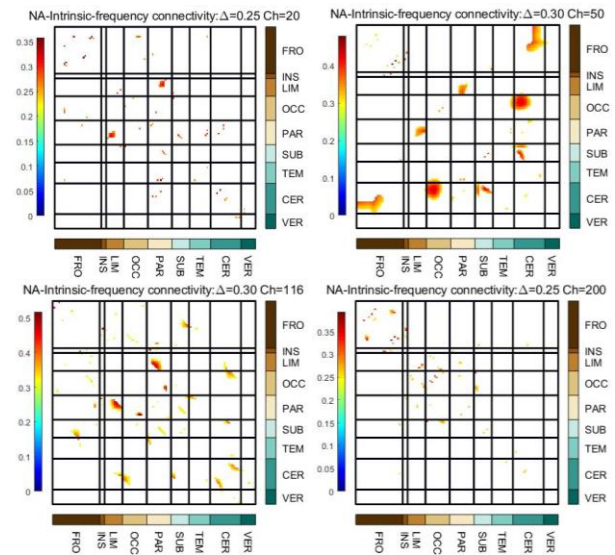 NA-Intrinsic-frequency connectivity:Δ=0.25 Ch=20
0.35
0.3
0.25
0.2
0.15
0.1
0.05
0
FRO
INS
LIM
OCC
PAR
SUB
TEM
CER
VER
FRO
INS
LIM
OCC
PAR
SUB
TEM
CER
VER
NA-Intrinsic-frequency connectivity:Δ=0.30 Ch=50
0.4
0.3
0.2
0.1
0
FRO
INS
LIM
OCC
PAR
SUB
TEM
CER
VER
FRO
INS
LIM
OCC
PAR
SUB
TEM
CER
VER
NA-Intrinsic-frequency connectivity:Δ=0.30 Ch=116
0.5
0.4
0.3
0.2
0.1
0
FRO
INS
LIM
OCC
PAR
SUB
TEM
CER
VER
FRO
INS
LIM
OCC
PAR
SUB
TEM
CER
VER
NA-Intrinsic-frequency connectivity:Δ=0.25 Ch=200
0.35
0.3
0.25
0.2
0.15
0.1
0.05
0
FRO
INS
LIM
OCC
PAR
SUB
TEM
CER
VER
FRO
INS
LIM
OCC
PAR
SUB
TEM
CER
VER